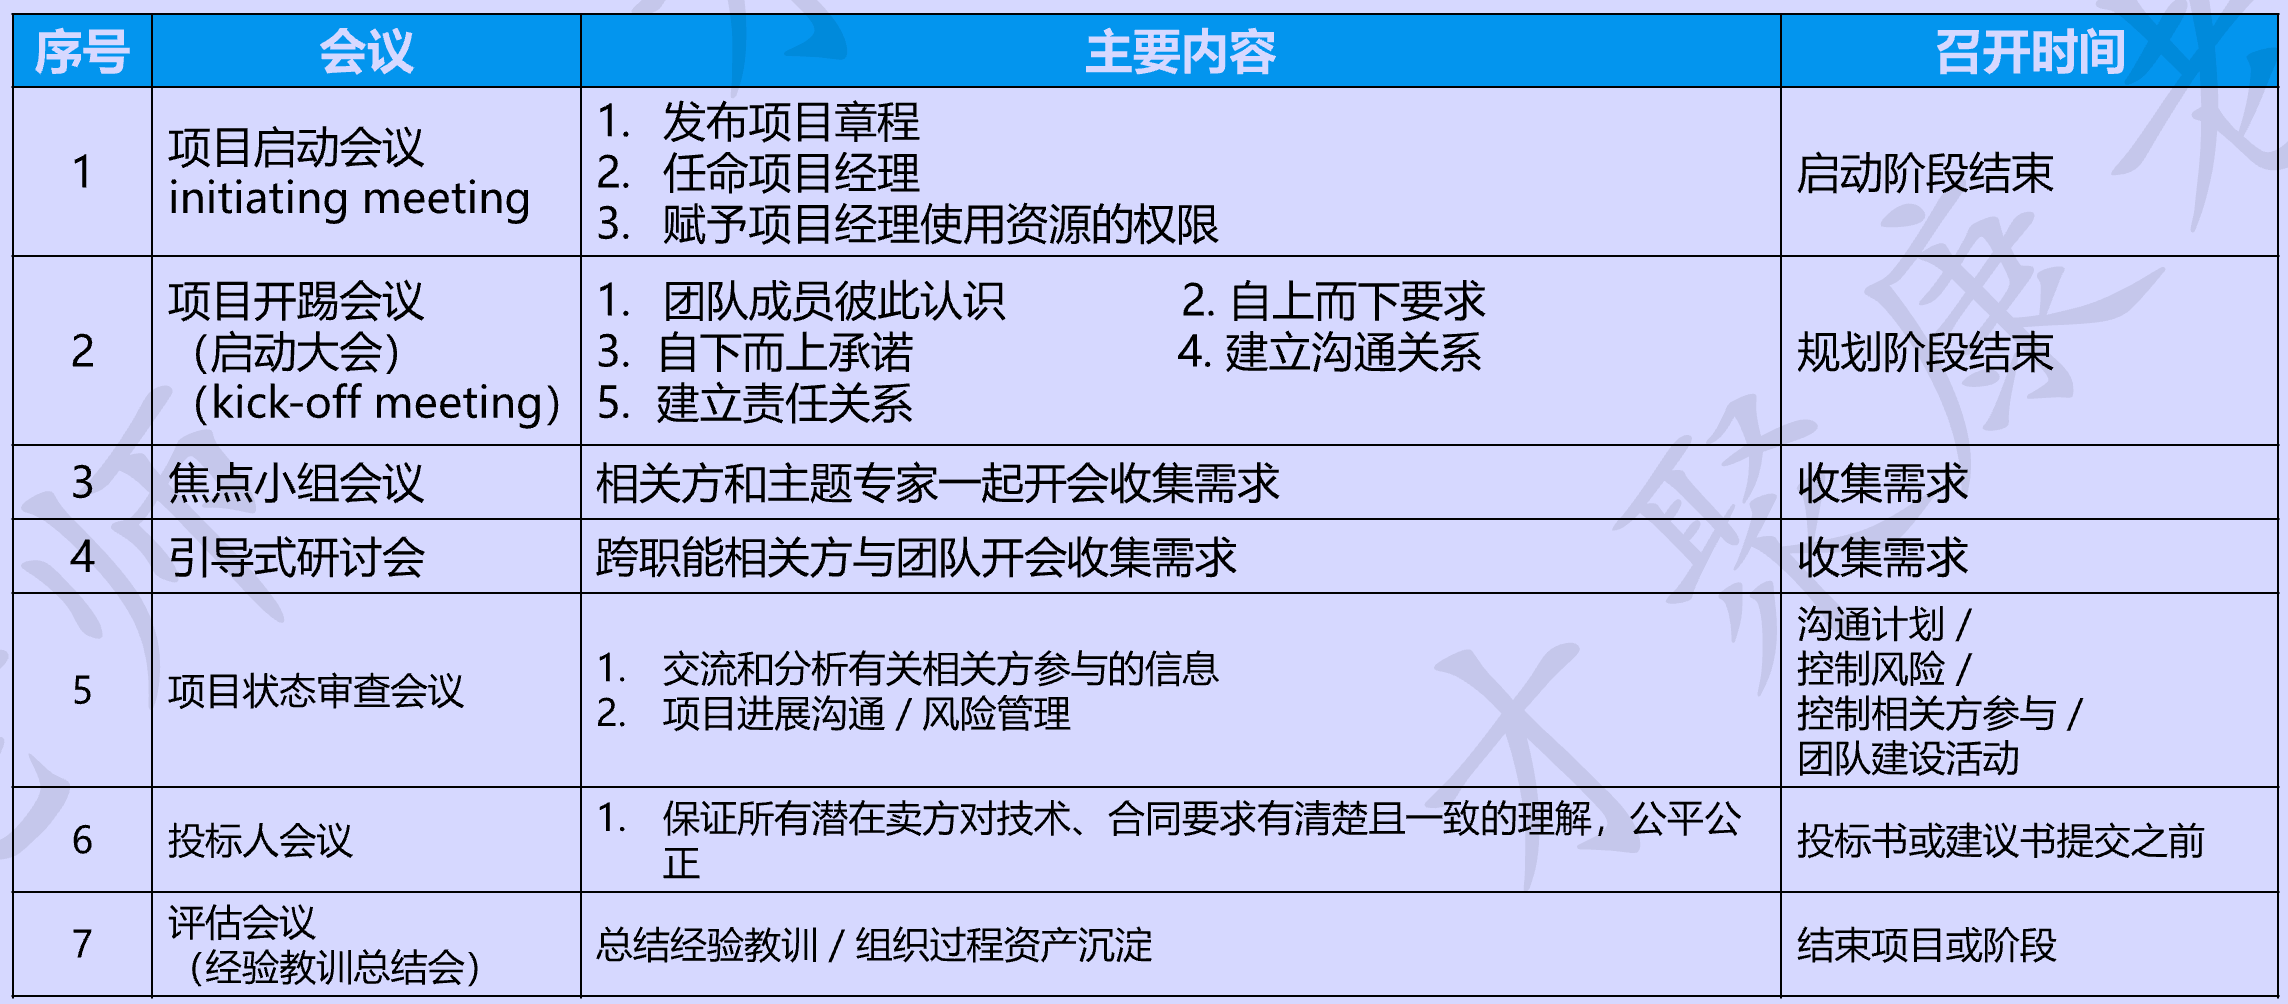 序号 会议 主要内容 召开时间
1
项目启动会议
initiating meeting
1. 发布项目章程
2. 任命项目经理
3. 赋予项目经理使用资源的权限
启动阶段结束
2
项目开踢会议
（启动大会）
（kick-off meeting）
1. 团队成员彼此认识 2. 自上而下要求
3. 自下而上承诺 4. 建立沟通关系
5. 建立责任关系
规划阶段结束
3 焦点小组会议 相关方和主题专家一起开会收集需求 收集需求
4 引导式研讨会 跨职能相关方与团队开会收集需求 收集需求
5 项目状态审查会议
1. 交流和分析有关相关方参与的信息
2. 项目进展沟通 / 风险管理
沟通计划 /
控制风险 /
控制相关方参与 /
团队建设活动
6 投标人会议
1. 保证所有潜在卖方对技术、合同要求有清楚且一致的理解，公平公
正
投标书或建议书提交之前
7
评估会议
（经验教训总结会）
总结经验教训 / 组织过程资产沉淀
结束项目或阶段
才聚康老
师